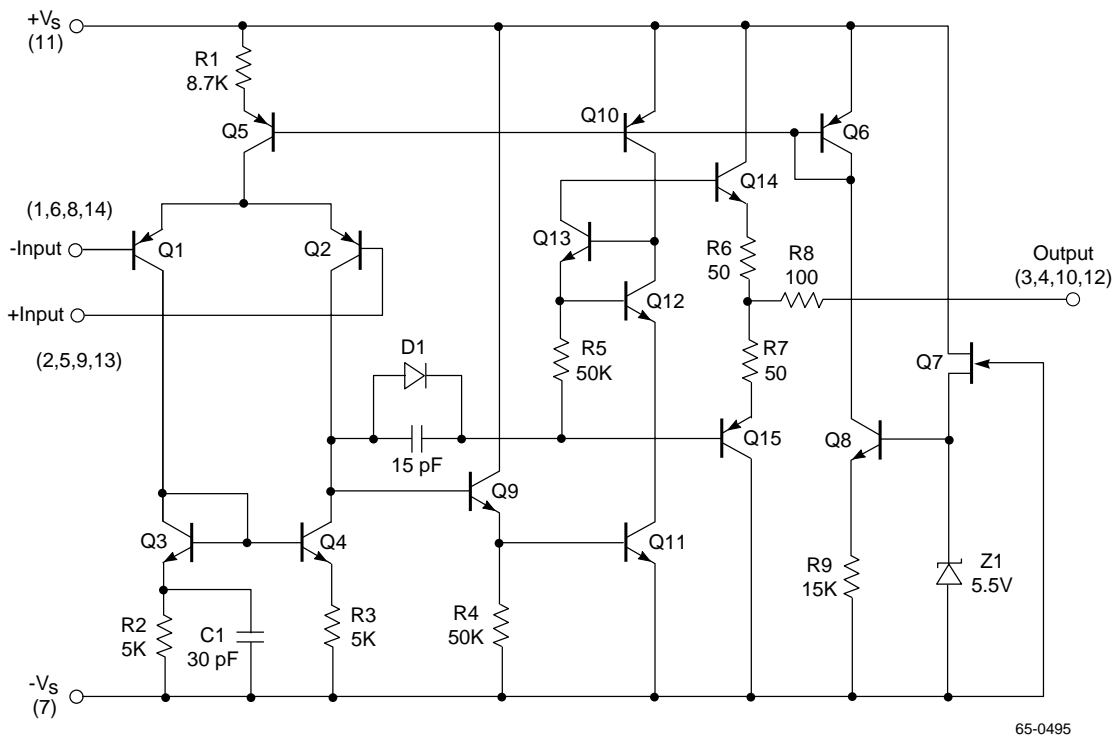 +VS
(11)
R1
8.7K
Q5
Q10
Q6
(1,6,8,14)
-Input
Q1
Q2
Q14
Q13
R6
50
R8
100
Output
(3,4,10,12)
+Input
Q12
(2,5,9,13)
D1
R5
50K
R7
50
Q7
15 pF
Q15
Q8
Q9
Q3
Q4
Q11
R2
5K
C1
30 pF
R3
5K
R4
50K
R9
15K
Z1
5.5V
-VS
(7)
65-0495